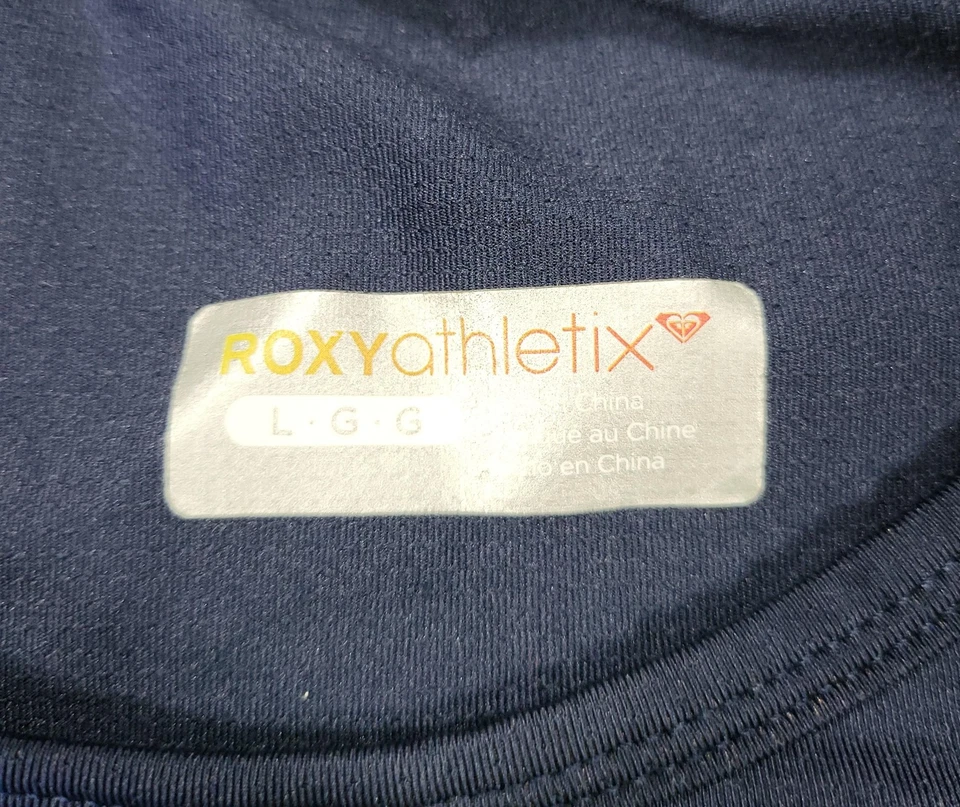 ROXYathletix
L·G·G
China
au Chine
en China